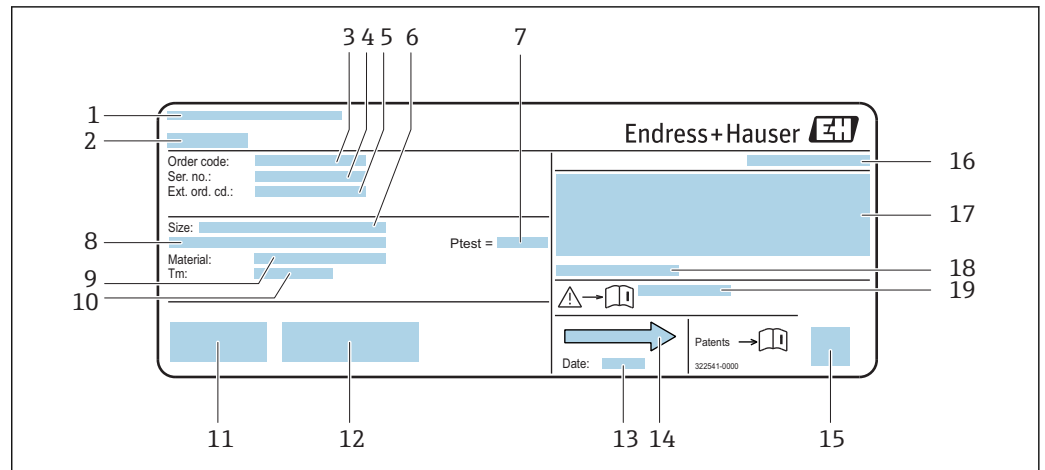 3 4 5 6 7
1
2
Endress+Hauser EH
Order code:
16
Ser. no.:
Ext. ord. cd.:
17
Size:
8
Ptest =
Material:
18
9
Tm:
19
10
Patents
Date:
322541-0000
11 12 13 14 15